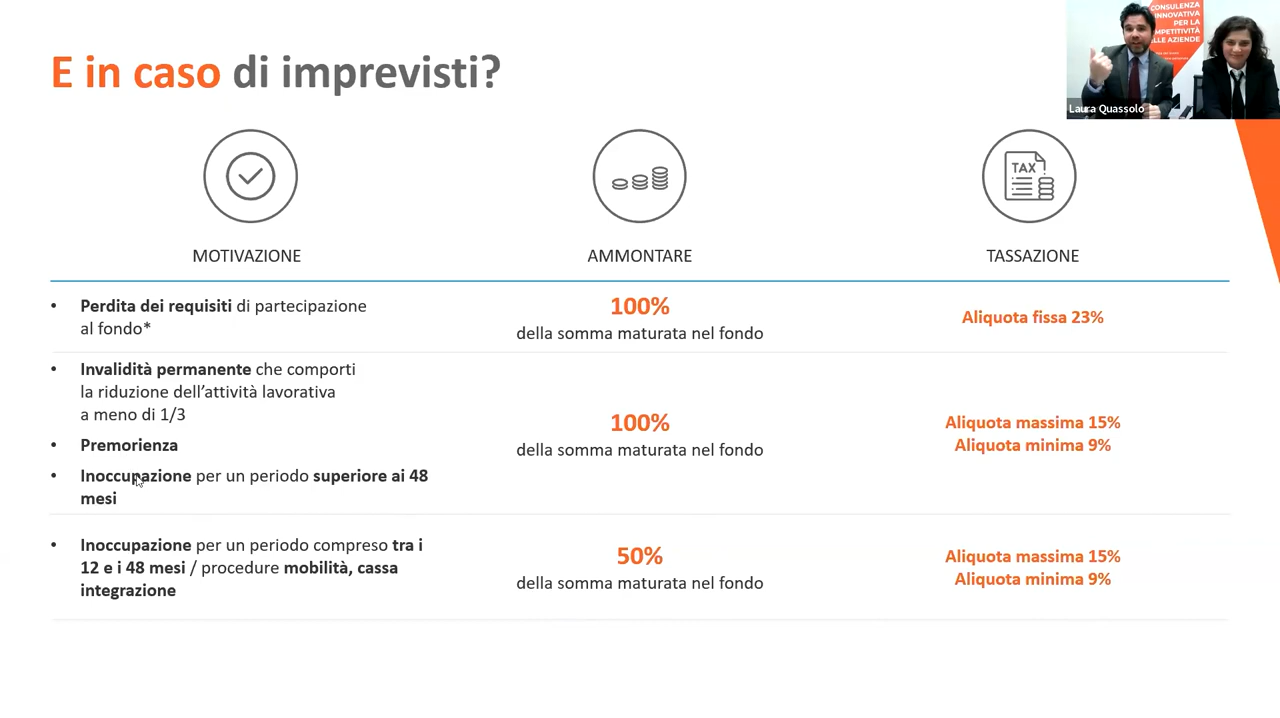 E in caso di imprevisti?
CONSULENZA
INNOVATIVA
PER LA
COMPETITIVITÀ
DELLE AZIENDE
Laura Quassolo
TAX
MOTIVAZIONE
AMMONTARE
TASSAZIONE
• Perdita dei requisiti di partecipazione
al fondo*
100%
della somma maturata nel fondo
Aliquota fissa 23%
• Invalidità permanente che comporti
la riduzione dell’attività lavorativa
a meno di 1/3
• Premorienza
• Inoccupazione per un periodo superiore ai 48
mesi
100%
della somma maturata nel fondo
Aliquota massima 15%
Aliquota minima 9%
• Inoccupazione per un periodo compreso tra i
12 e i 48 mesi / procedure mobilità, cassa
integrazione
50%
della somma maturata nel fondo
Aliquota massima 15%
Aliquota minima 9%